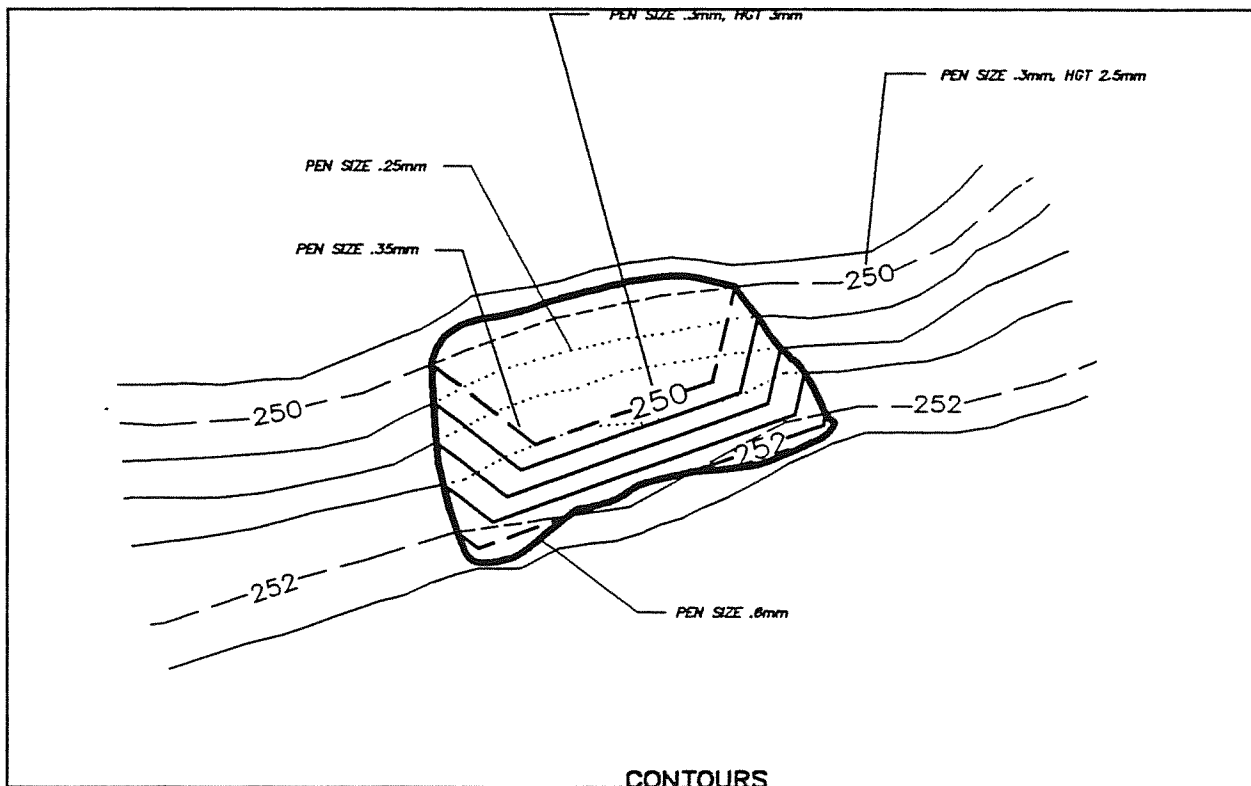 PEN SIZE .3mm, HGT 3mm
PEN SIZE .3mm, HGT 2.5mm
PEN SIZE .25mm
PEN SIZE .35mm
250
250
250
252
252
252
PEN SIZE .6mm
CONTOURS